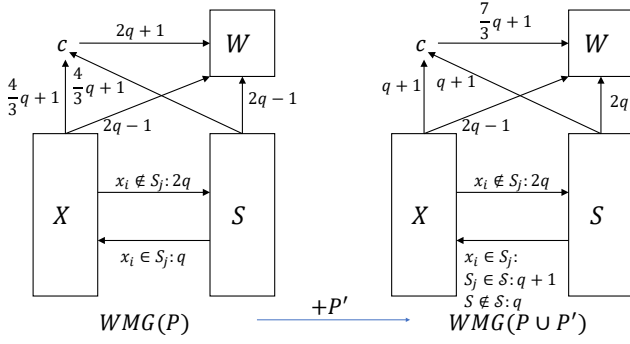 c
2q + 1
W
4/3 q + 1
4/3 q + 1
2q − 1
2q − 1
X
x_i ∉ S_j: 2q
S
x_i ∈ S_j: q
WMG(P)
+P′
c
7/3 q + 1
W
q + 1
q + 1
2q − 1
2q
X
x_i ∉ S_j: 2q
S
x_i ∈ S_j:
S_j ∈ 𝒮: q + 1
S ∉ 𝒮: q
WMG(P ∪ P′)